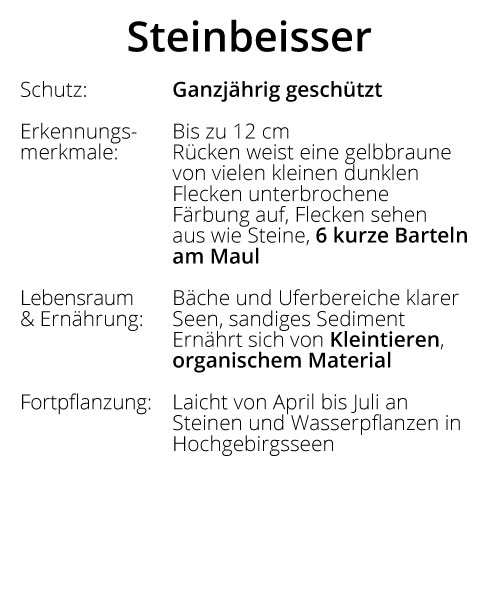 Steinbeisser
Schutz: Ganzjährig geschützt
Erkennungs- Bis zu 12 cm
merkmale: Rücken weist eine gelbbraune
von vielen kleinen dunklen
Flecken unterbrochene
Färbung auf, Flecken sehen
aus wie Steine, 6 kurze Barteln
am Maul
Lebensraum Bäche und Uferbereiche klarer
& Ernährung: Seen, sandiges Sediment
Ernährt sich von Kleintieren,
organischem Material
Fortpflanzung: Laicht von April bis Juli an
Steinen und Wasserpflanzen in
Hochgebirgsseen